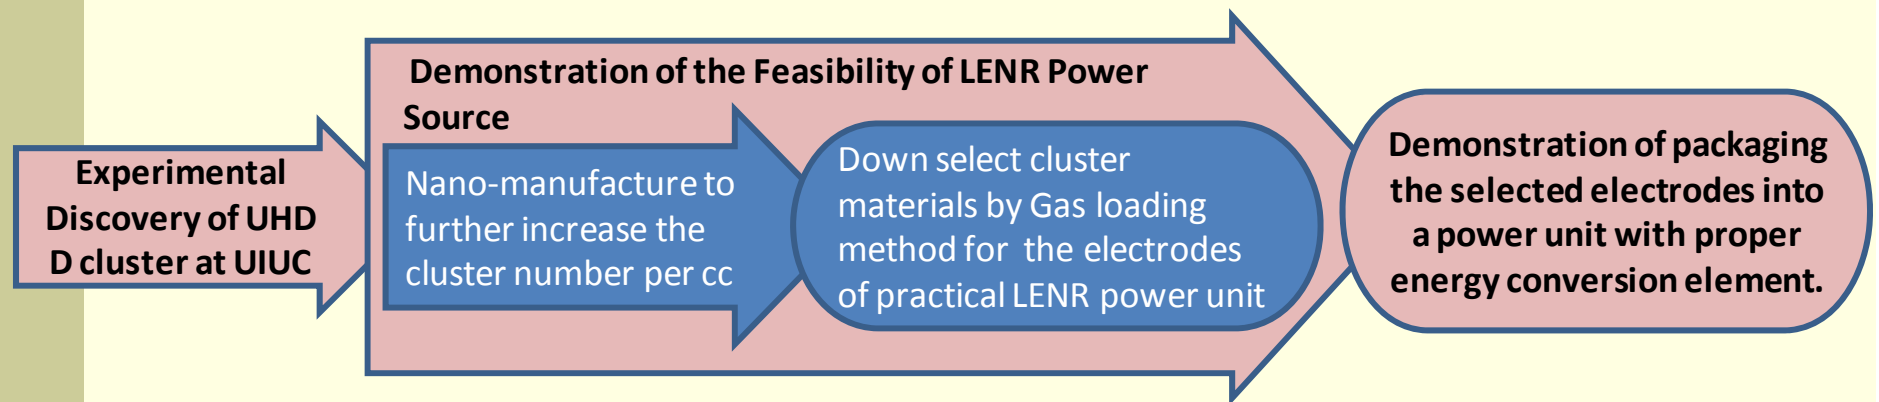 Experimental
Discovery of UHD
D cluster at UIUC
Demonstration of the Feasibility of LENR Power
Source
Nano-manufacture to
further increase the
cluster number per cc
Down select cluster
materials by Gas loading
method for the electrodes
of practical LENR power unit
Demonstration of packaging
the selected electrodes into
a power unit with proper
energy conversion element.